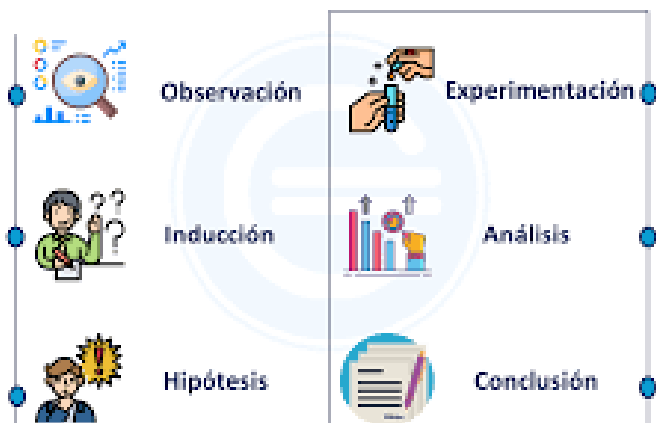 Observación
Inducción
Hipótesis
Experimentación
Análisis
Conclusión